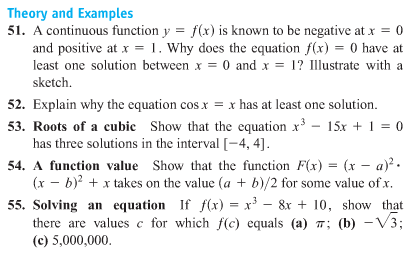 Theory and Examples
51. A continuous function y = f(x) is known to be negative at x = 0
and positive at x = 1. Why does the equation f(x) = 0 have at
least one solution between x = 0 and x = 1? Illustrate with a
sketch.
52. Explain why the equation cos x = x has at least one solution.
53. Roots of a cubic Show that the equation x³ − 15x + 1 = 0
has three solutions in the interval [−4, 4].
54. A function value Show that the function F(x) = (x − a)² ·
(x − b)² + x takes on the value (a + b)/2 for some value of x.
55. Solving an equation If f(x) = x³ − 8x + 10, show that
there are values c for which f(c) equals (a) π; (b) −√3;
(c) 5,000,000.